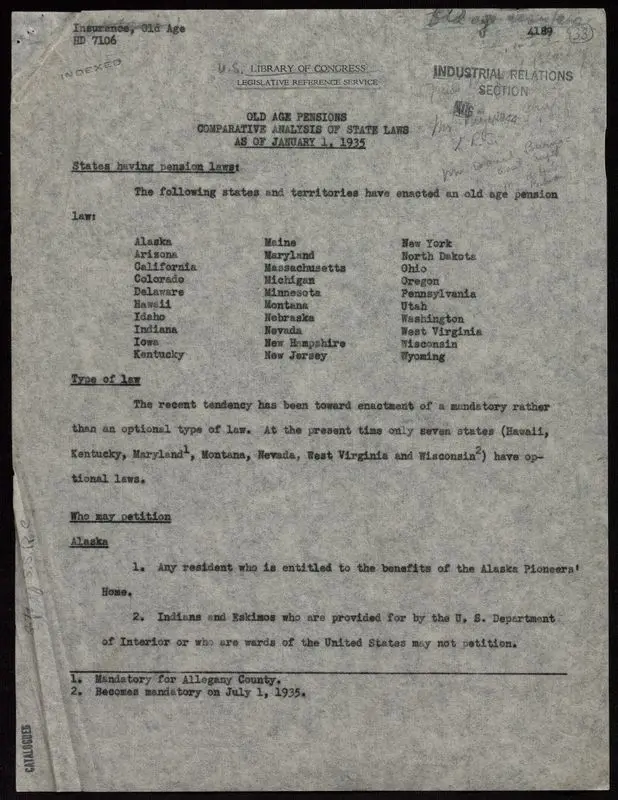 Insurance, Old Age
HD 7106
4189
33
INDEXED
U.S. LIBRARY OF CONGRESS
LEGISLATIVE REFERENCE SERVICE
INDUSTRIAL RELATIONS
SECTION
OLD AGE PENSIONS
COMPARATIVE ANALYSIS OF STATE LAWS
AS OF JANUARY 1, 1935
States having pension laws:
The following states and territories have enacted an old age pension
law:
Alaska Maine New York
Arizona Maryland North Dakota
California Massachusetts Ohio
Colorado Michigan Oregon
Delaware Minnesota Pennsylvania
Hawaii Montana Utah
Idaho Nebraska Washington
Indiana Nevada West Virginia
Iowa New Hampshire Wisconsin
Kentucky New Jersey Wyoming
Type of law
The recent tendency has been toward enactment of a mandatory rather
than an optional type of law. At the present time only seven states (Hawaii,
Kentucky, Maryland1, Montana, Nevada, West Virginia and Wisconsin2) have op-
tional laws.
Who may petition
Alaska
1. Any resident who is entitled to the benefits of the Alaska Pioneers'
Home.
2. Indians and Eskimos who are provided for by the U. S. Department
of Interior or who are wards of the United States may not petition.
1. Mandatory for Allegany County.
2. Becomes mandatory on July 1, 1935.
CATALOGUED